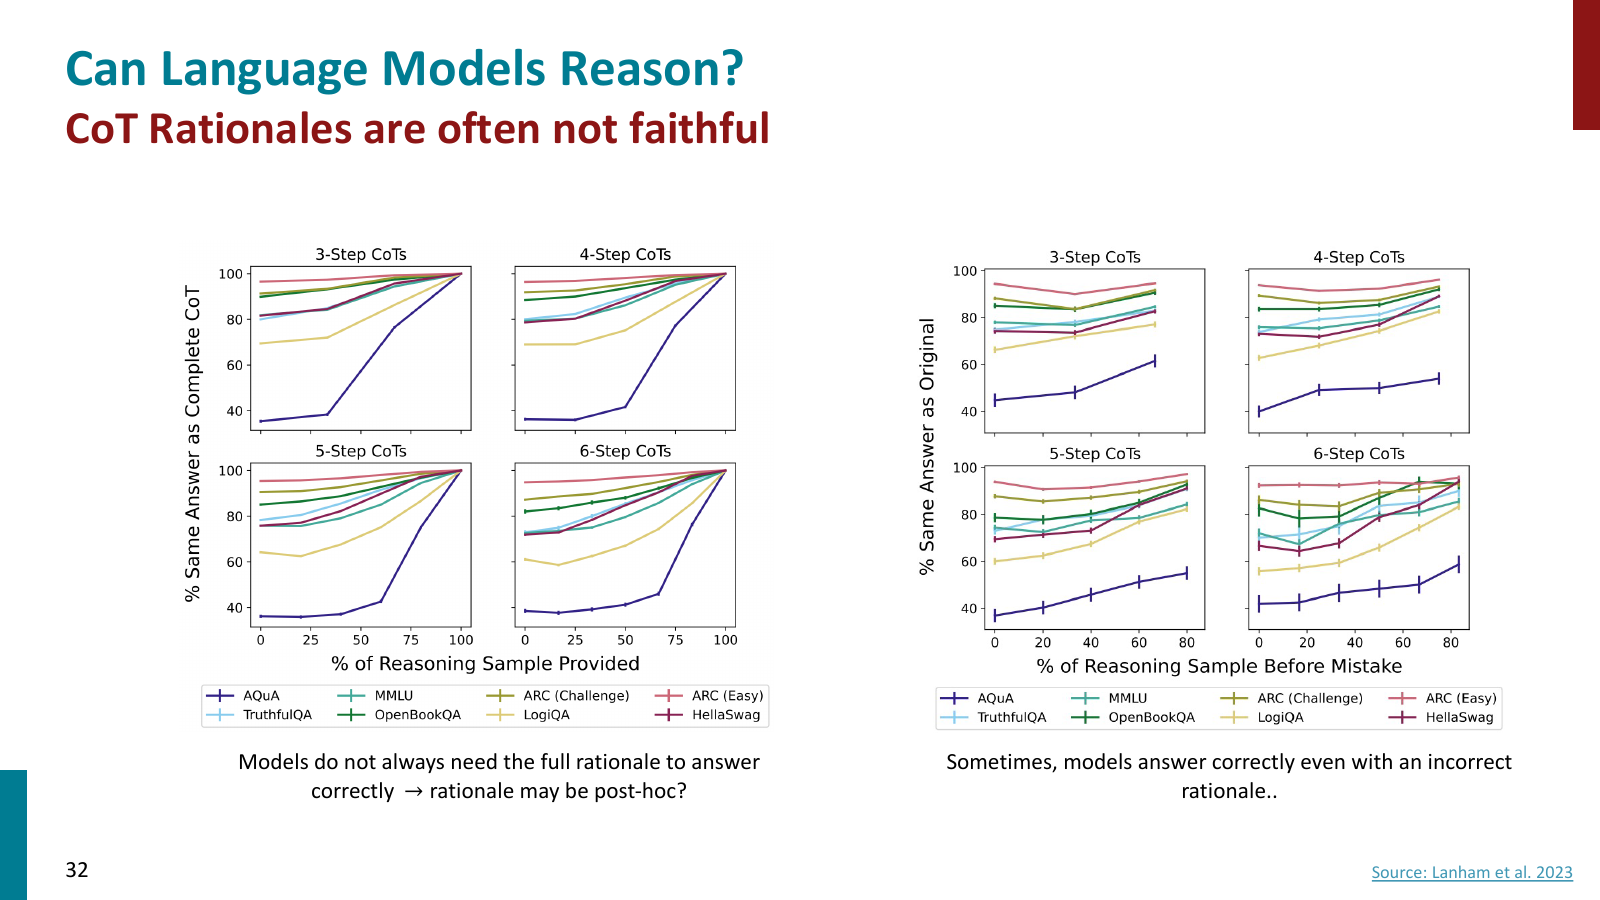 Can Language Models Reason?
CoT Rationales are often not faithful
% Same Answer as Complete CoT
3-Step CoTs
100
80
60
40
4-Step CoTs
5-Step CoTs
100
80
60
40
0 25 50 75 100
6-Step CoTs
0 25 50 75 100
% of Reasoning Sample Provided
AQuA MMLU ARC (Challenge) ARC (Easy)
TruthfulQA OpenBookQA LogiQA HellaSwag
Models do not always need the full rationale to answer
correctly → rationale may be post-hoc?
% Same Answer as Original
3-Step CoTs
100
80
60
40
4-Step CoTs
5-Step CoTs
100
80
60
40
0 20 40 60 80
6-Step CoTs
0 20 40 60 80
% of Reasoning Sample Before Mistake
AQuA MMLU ARC (Challenge) ARC (Easy)
TruthfulQA OpenBookQA LogiQA HellaSwag
Sometimes, models answer correctly even with an incorrect
rationale..
32
Source: Lanham et al. 2023